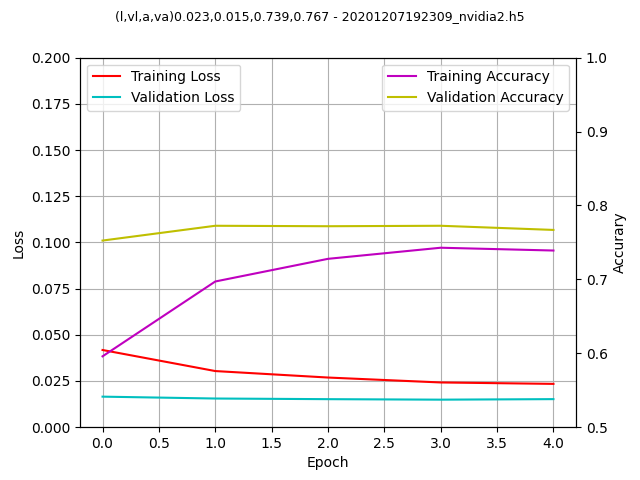 (l,vl,a,va)0.023,0.015,0.739,0.767 - 20201207192309_nvidia2.h5
Training Loss
Validation Loss
Training Accuracy
Validation Accuracy
0.200
0.175
0.150
0.125
0.100
0.075
0.050
0.025
0.000
Loss
1.0
0.9
0.8
0.7
0.6
0.5
Accurary
0.0 0.5 1.0 1.5 2.0 2.5 3.0 3.5 4.0
Epoch